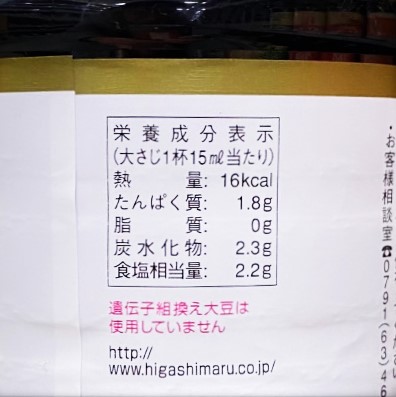 栄養成分表示
(大さじ1杯15ml当たり)
熱量: 16kcal
たんぱく質: 1.8g
脂質: 0g
炭水化物: 2.3g
食塩相当量: 2.2g
遺伝子組換え大豆は
使用していません
http://
www.higashimaru.co.jp/
・お客様相談室☎0791(63)46